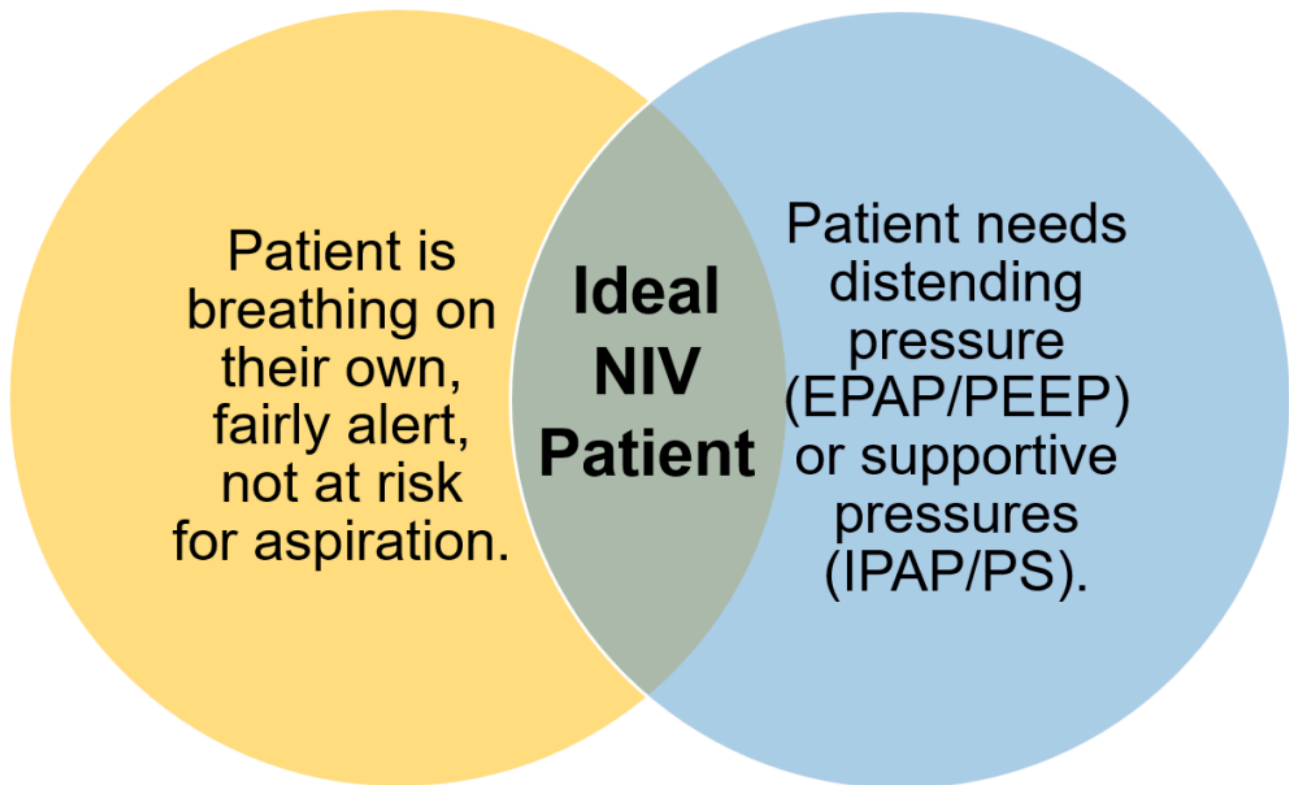 Patient is
breathing on
their own,
fairly alert,
not at risk
for aspiration.
Ideal
NIV
Patient
Patient needs
distending
pressure
(EPAP/PEEP)
or supportive
pressures
(IPAP/PS).